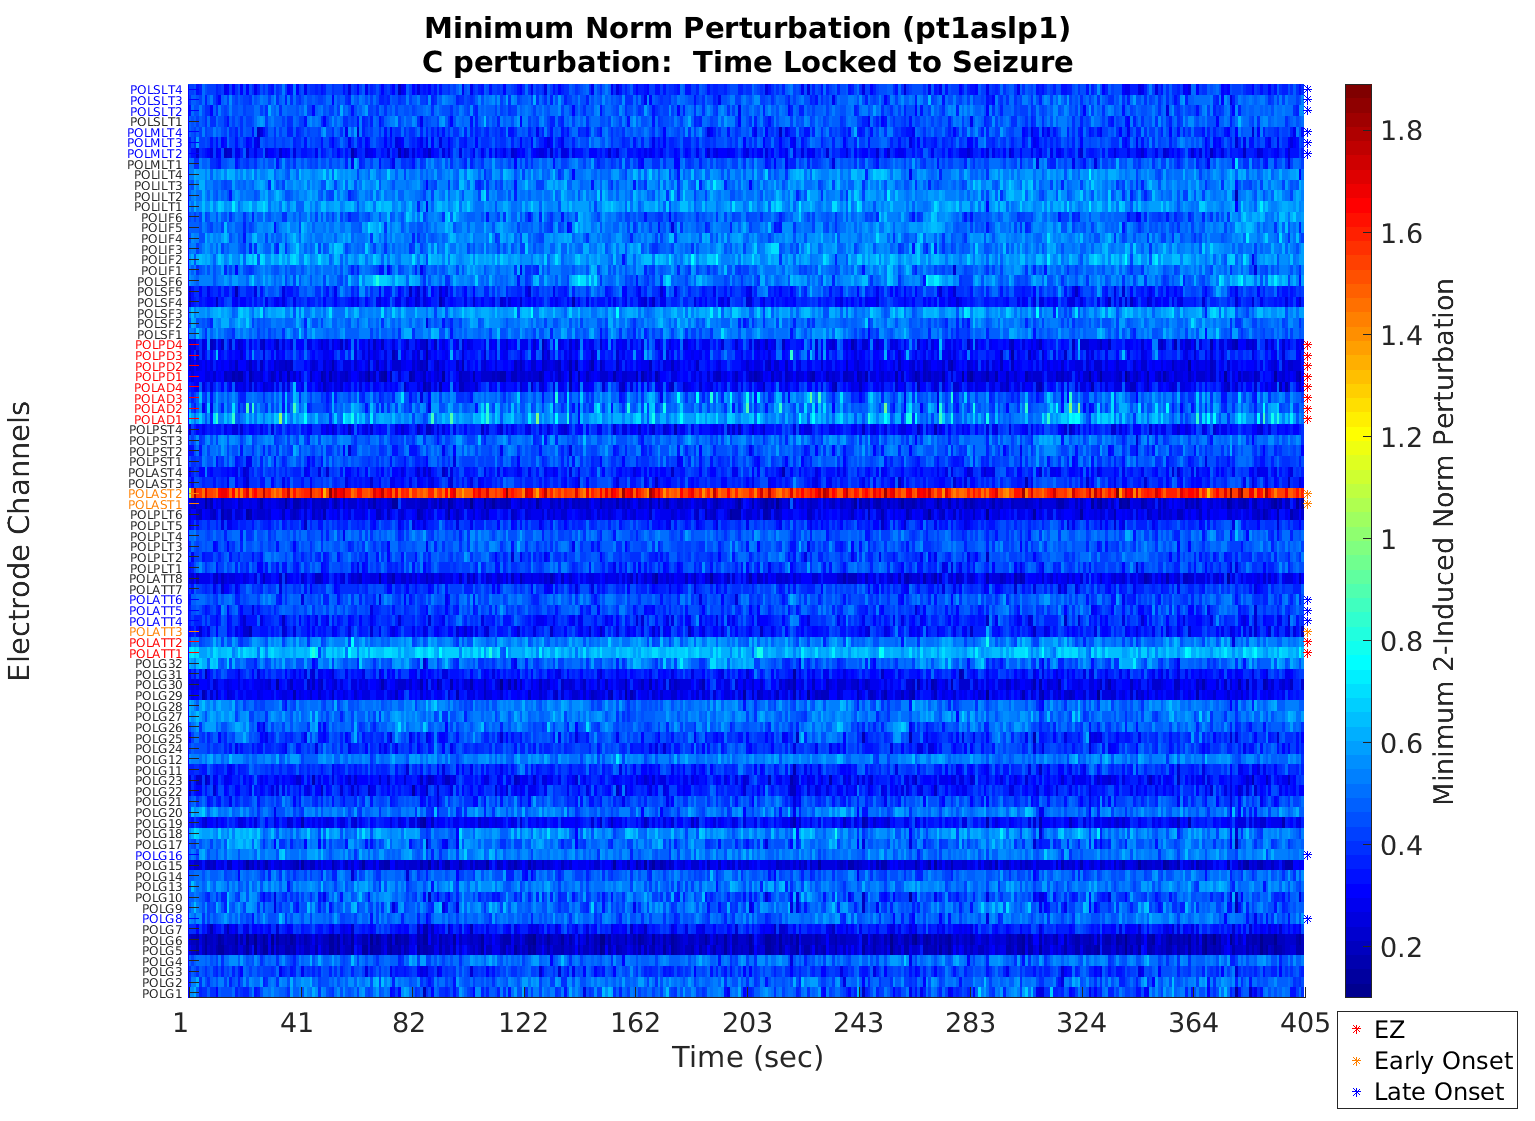 Minimum Norm Perturbation (pt1aslp1)
C perturbation:  Time Locked to Seizure
Electrode Channels
POLSLT4
POLSLT3
POLSLT2
POLSLT1
POLMLT4
POLMLT3
POLMLT2
POLMLT1
POLILT4
POLILT3
POLILT2
POLILT1
POLIF6
POLIF5
POLIF4
POLIF3
POLIF2
POLIF1
POLSF6
POLSF5
POLSF4
POLSF3
POLSF2
POLSF1
POLPD4
POLPD3
POLPD2
POLPD1
POLAD4
POLAD3
POLAD2
POLAD1
POLPST4
POLPST3
POLPST2
POLPST1
POLAST4
POLAST3
POLAST2
POLAST1
POLPLT6
POLPLT5
POLPLT4
POLPLT3
POLPLT2
POLPLT1
POLATT8
POLATT7
POLATT6
POLATT5
POLATT4
POLATT3
POLATT2
POLATT1
POLG32
POLG31
POLG30
POLG29
POLG28
POLG27
POLG26
POLG25
POLG24
POLG12
POLG11
POLG23
POLG22
POLG21
POLG20
POLG19
POLG18
POLG17
POLG16
POLG15
POLG14
POLG13
POLG10
POLG9
POLG8
POLG7
POLG6
POLG5
POLG4
POLG3
POLG2
POLG1
1 41 82 122 162 203 243 283 324 364 405
Time (sec)
1.8
1.6
1.4
1.2
1
0.8
0.6
0.4
0.2
Minimum 2-Induced Norm Perturbation
EZ
Early Onset
Late Onset